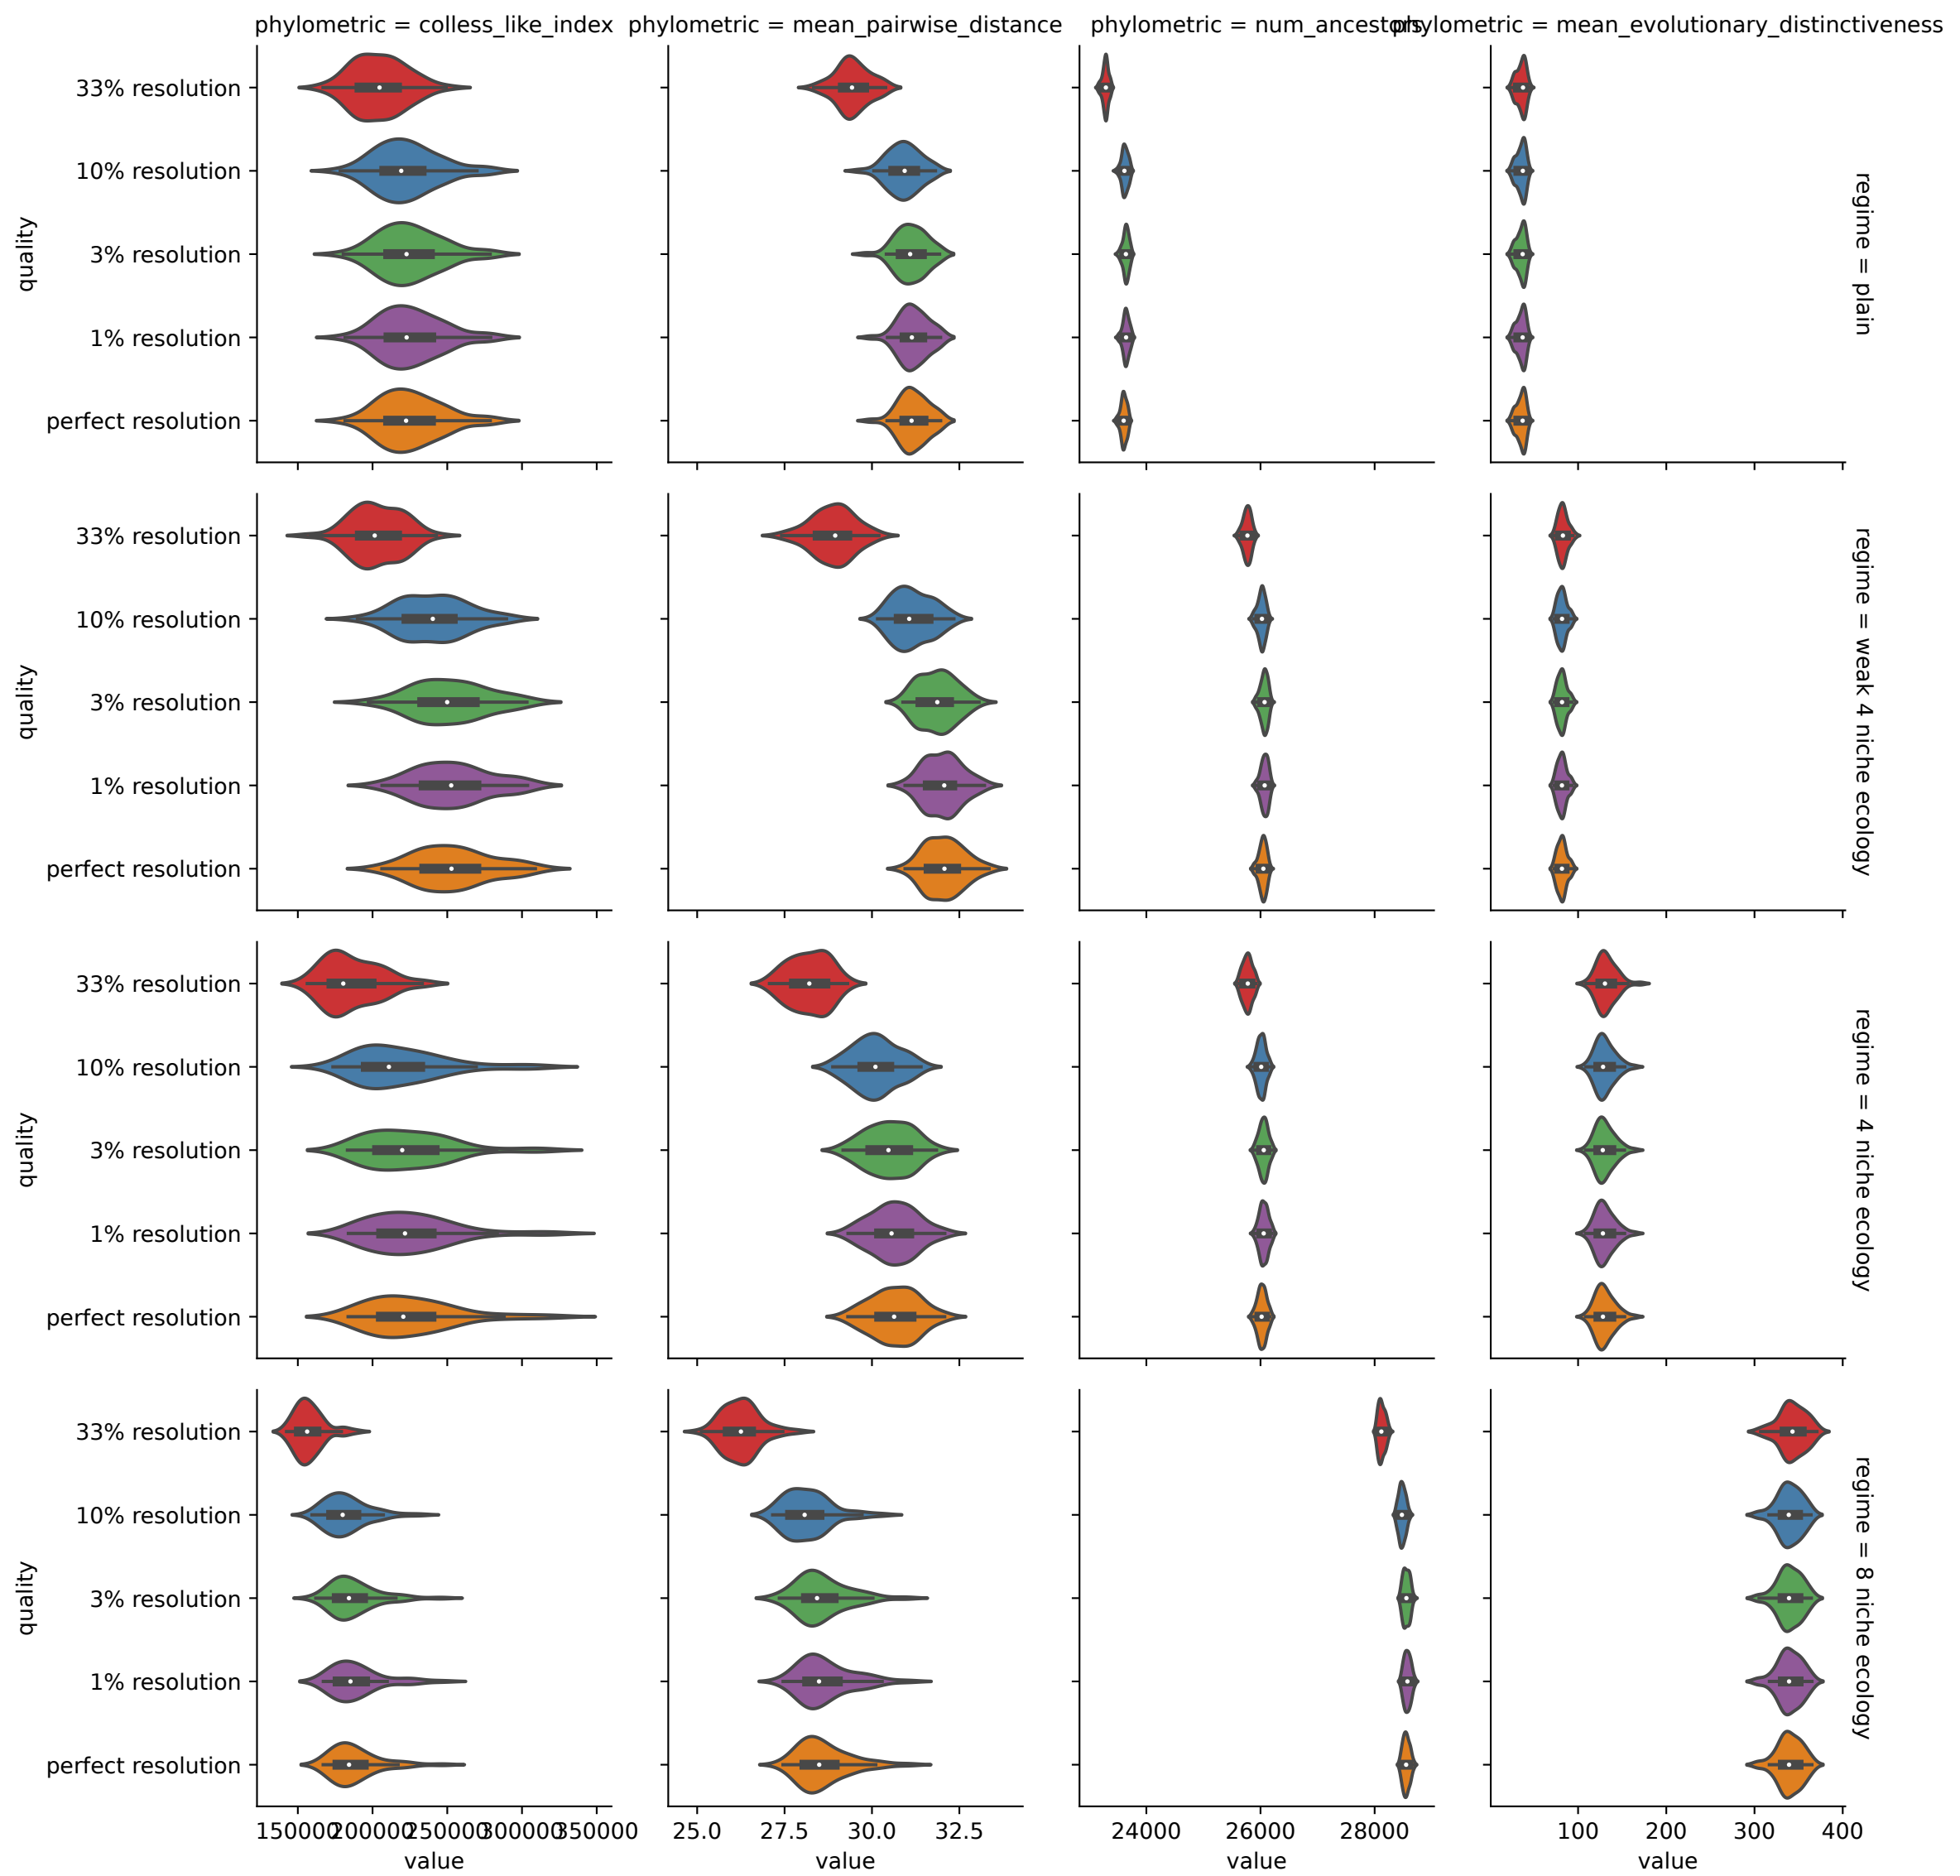 phylometric = colless_like_index
phylometric = mean_pairwise_distance
phylometric = num_ancestors
phylometric = mean_evolutionary_distinctiveness
quality
33% resolution
10% resolution
3% resolution
1% resolution
perfect resolution
regime = plain
quality
33% resolution
10% resolution
3% resolution
1% resolution
perfect resolution
regime = weak 4 niche ecology
quality
33% resolution
10% resolution
3% resolution
1% resolution
perfect resolution
regime = 4 niche ecology
quality
33% resolution
10% resolution
3% resolution
1% resolution
perfect resolution
regime = 8 niche ecology
150000 200000 250000 300000 350000
25.0 27.5 30.0 32.5
24000 26000 28000
100 200 300 400
value
value
value
value